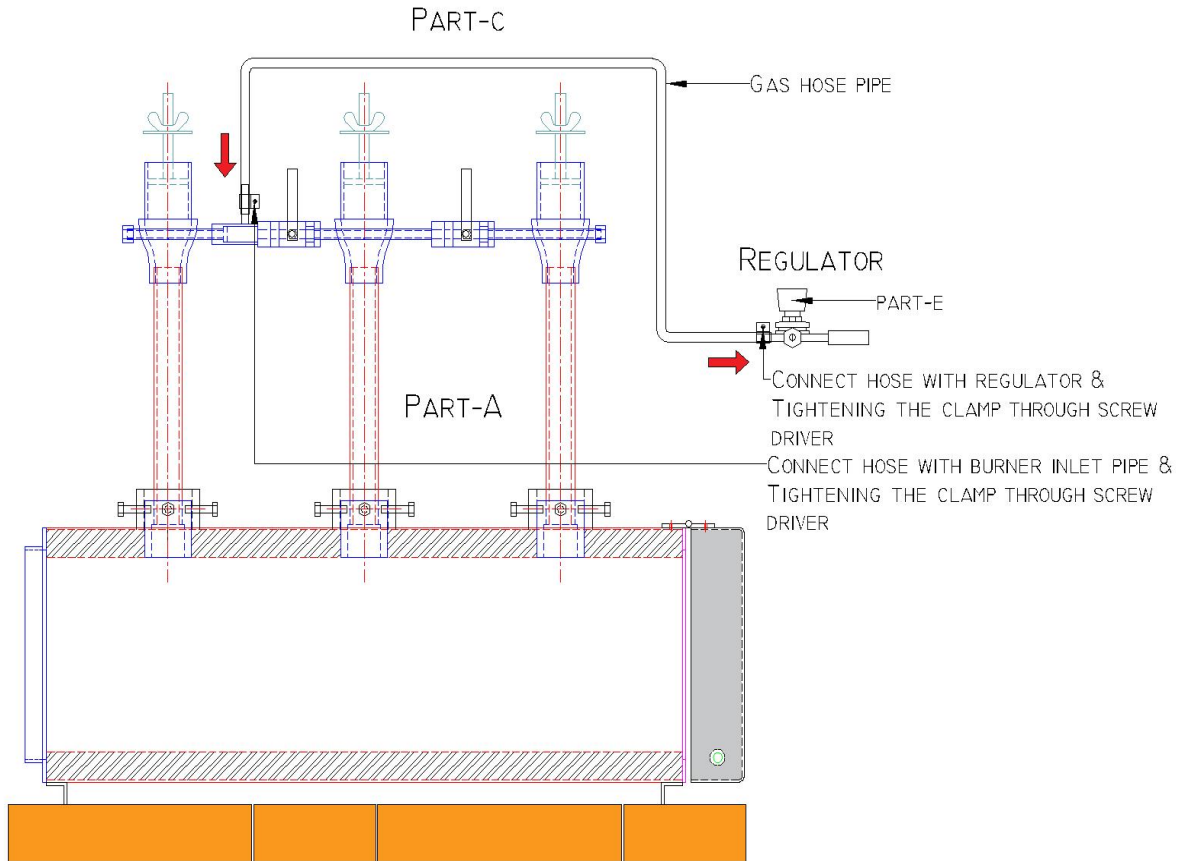 PART-C
GAS HOSE PIPE
REGULATOR
PART-E
CONNECT HOSE WITH REGULATOR &
TIGHTENING THE CLAMP THROUGH SCREW
DRIVER
PART-A
CONNECT HOSE WITH BURNER INLET PIPE &
TIGHTENING THE CLAMP THROUGH SCREW
DRIVER